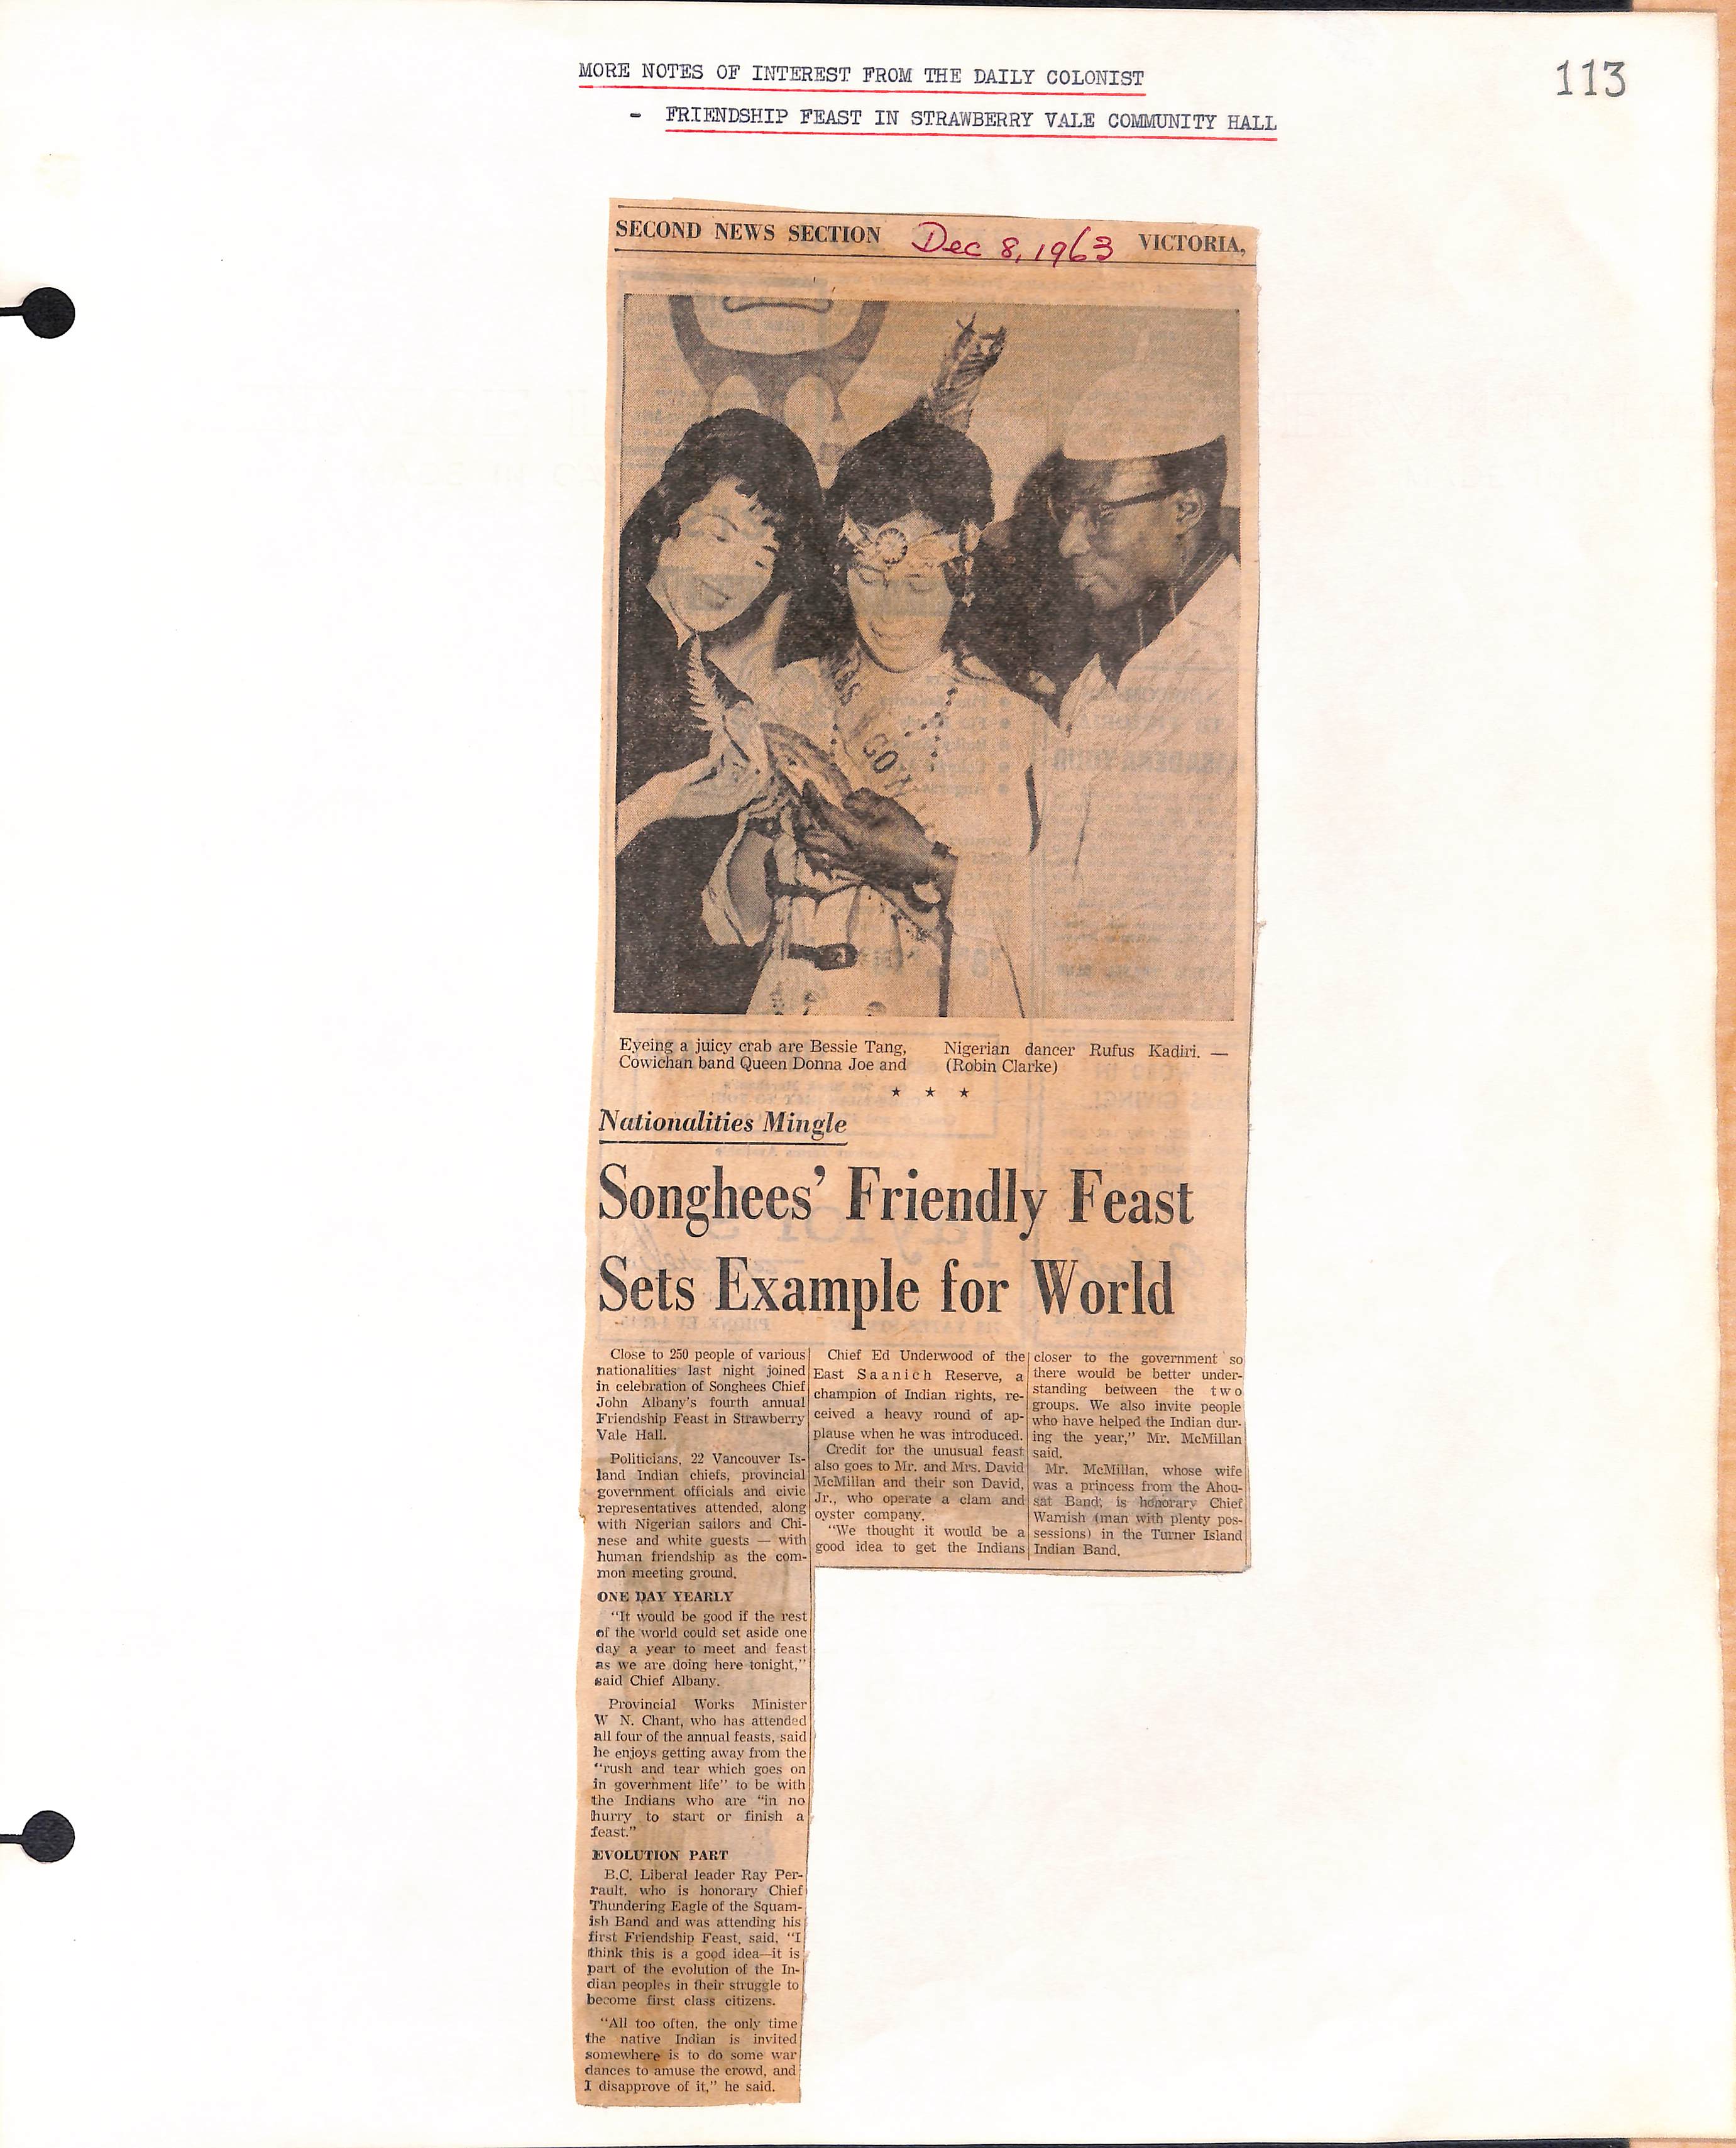 MORE NOTES OF INTEREST FROM THE DAILY COLONIST
113
- FRIENDSHIP FEAST IN STRAWBERRY VALE COMMUNITY HALL
SECOND NEWS SECTION Dec 8, 1963 VICTORIA,
COW
Eyeing a juicy crab are Bessie Tang,
Cowichan band Queen Donna Joe and
Nigerian dancer Rufus Kadiri. —
(Robin Clarke)
★ ★ ★
Nationalities Mingle
Songhees' Friendly Feast
Sets Example for World
Close to 250 people of various
nationalities last night joined
in celebration of Songhees Chief
John Albany's fourth annual
Friendship Feast in Strawberry
Vale Hall.
Politicians, 22 Vancouver Is-
land Indian chiefs, provincial
government officials and civic
representatives attended, along
with Nigerian sailors and Chi-
nese and white guests — with
human friendship as the com-
mon meeting ground.
ONE DAY YEARLY
"It would be good if the rest
of the world could set aside one
day a year to meet and feast
as we are doing here tonight,"
said Chief Albany.
Provincial Works Minister
W N. Chant, who has attended
all four of the annual feasts, said
he enjoys getting away from the
"rush and tear which goes on
in government life" to be with
the Indians who are "in no
hurry to start or finish a
feast."
EVOLUTION PART
B.C. Liberal leader Ray Per-
rault, who is honorary Chief
Thundering Eagle of the Squam-
ish Band and was attending his
first Friendship Feast, said, "I
think this is a good idea—it is
part of the evolution of the In-
dian peoples in their struggle to
become first class citizens.
"All too often, the only time
the native Indian is invited
somewhere is to do some war
dances to amuse the crowd, and
I disapprove of it," he said.
Chief Ed Underwood of the
East Saanich Reserve, a
champion of Indian rights, re-
ceived a heavy round of ap-
plause when he was introduced.
Credit for the unusual feast
also goes to Mr. and Mrs. David
McMillan and their son David,
Jr., who operate a clam and
oyster company.
"We thought it would be a
good idea to get the Indians
closer to the government so
there would be better under-
standing between the two
groups. We also invite people
who have helped the Indian dur-
ing the year," Mr. McMillan
said.
Mr. McMillan, whose wife
was a princess from the Ahou-
sat Band, is honorary Chief
Wamish (man with plenty pos-
sessions) in the Turner Island
Indian Band.